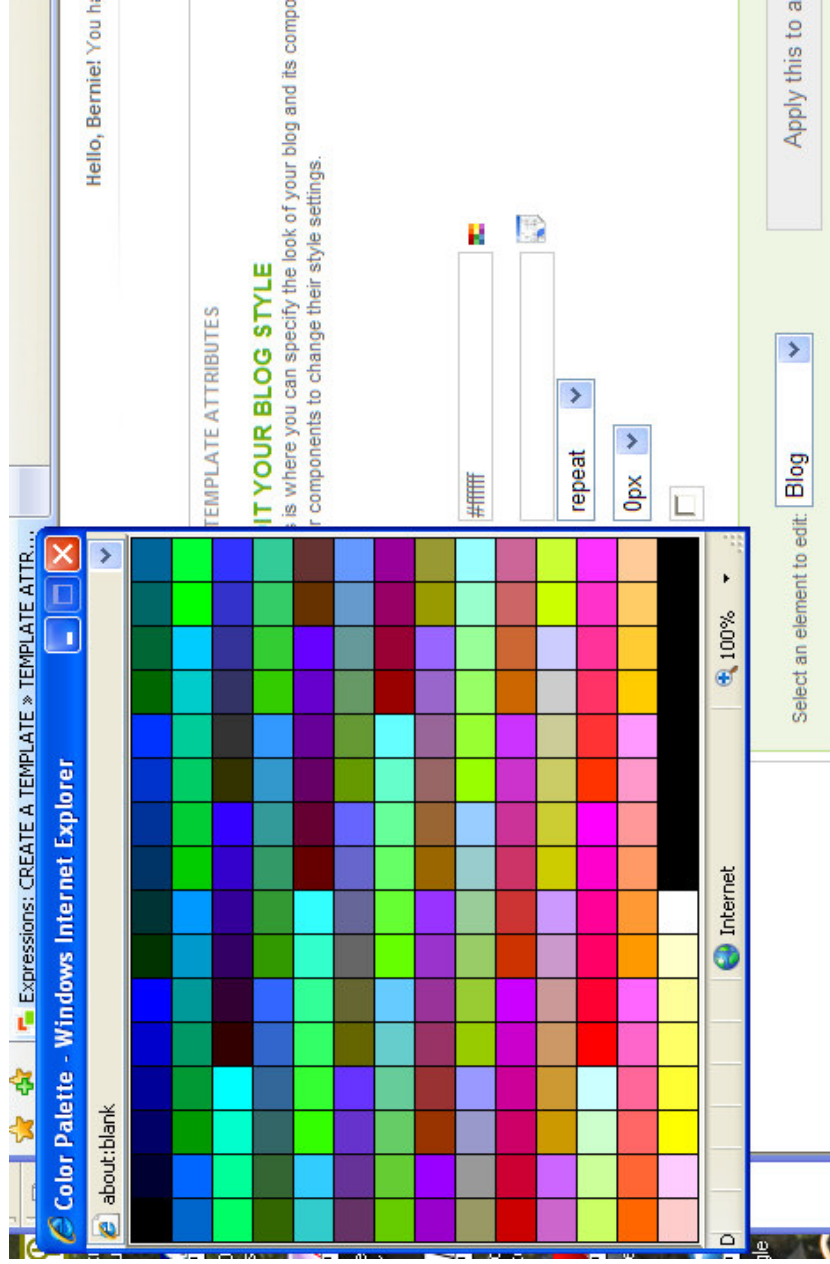 Expressions: CREATE A TEMPLATE » TEMPLATE ATTR...
Color Palette - Windows Internet Explorer
about:blank
Hello, Bernie! You ha
TEMPLATE ATTRIBUTES
IT YOUR BLOG STYLE
s is where you can specify the look of your blog and its compo
r components to change their style settings.
#ffffff
repeat
0px
D
Internet
100%
Select an element to edit:
Blog
Apply this to a